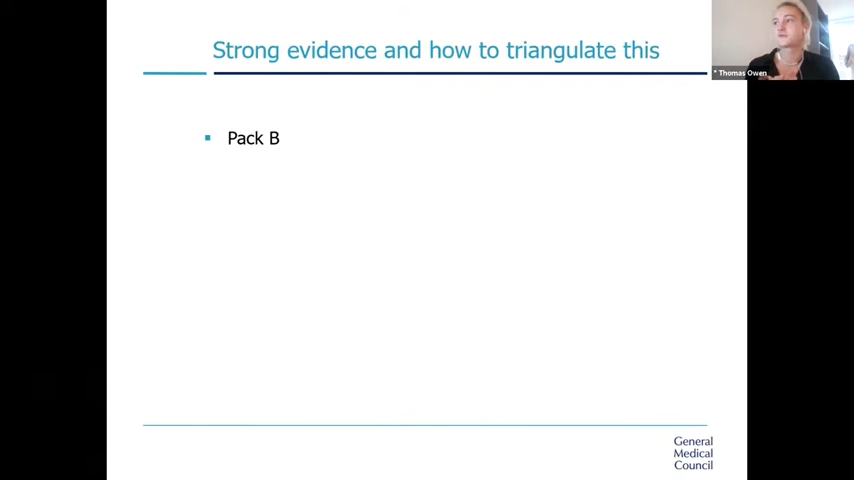 Strong evidence and how to triangulate this
* Thomas Owen
▪ Pack B
General
Medical
Council